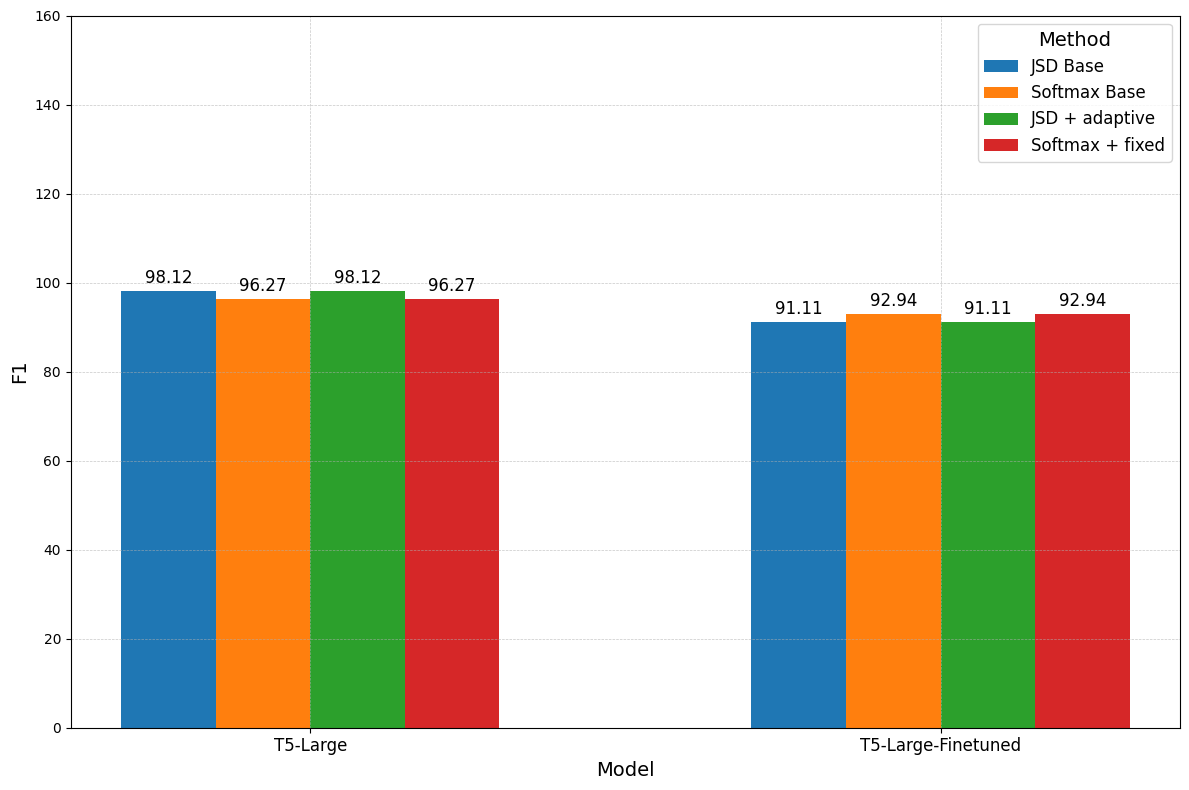 160
140
120
100
80
60
40
20
0
F1
Method
JSD Base
Softmax Base
JSD + adaptive
Softmax + fixed
98.12 96.27 98.12 96.27
91.11 92.94 91.11 92.94
T5-Large T5-Large-Finetuned
Model